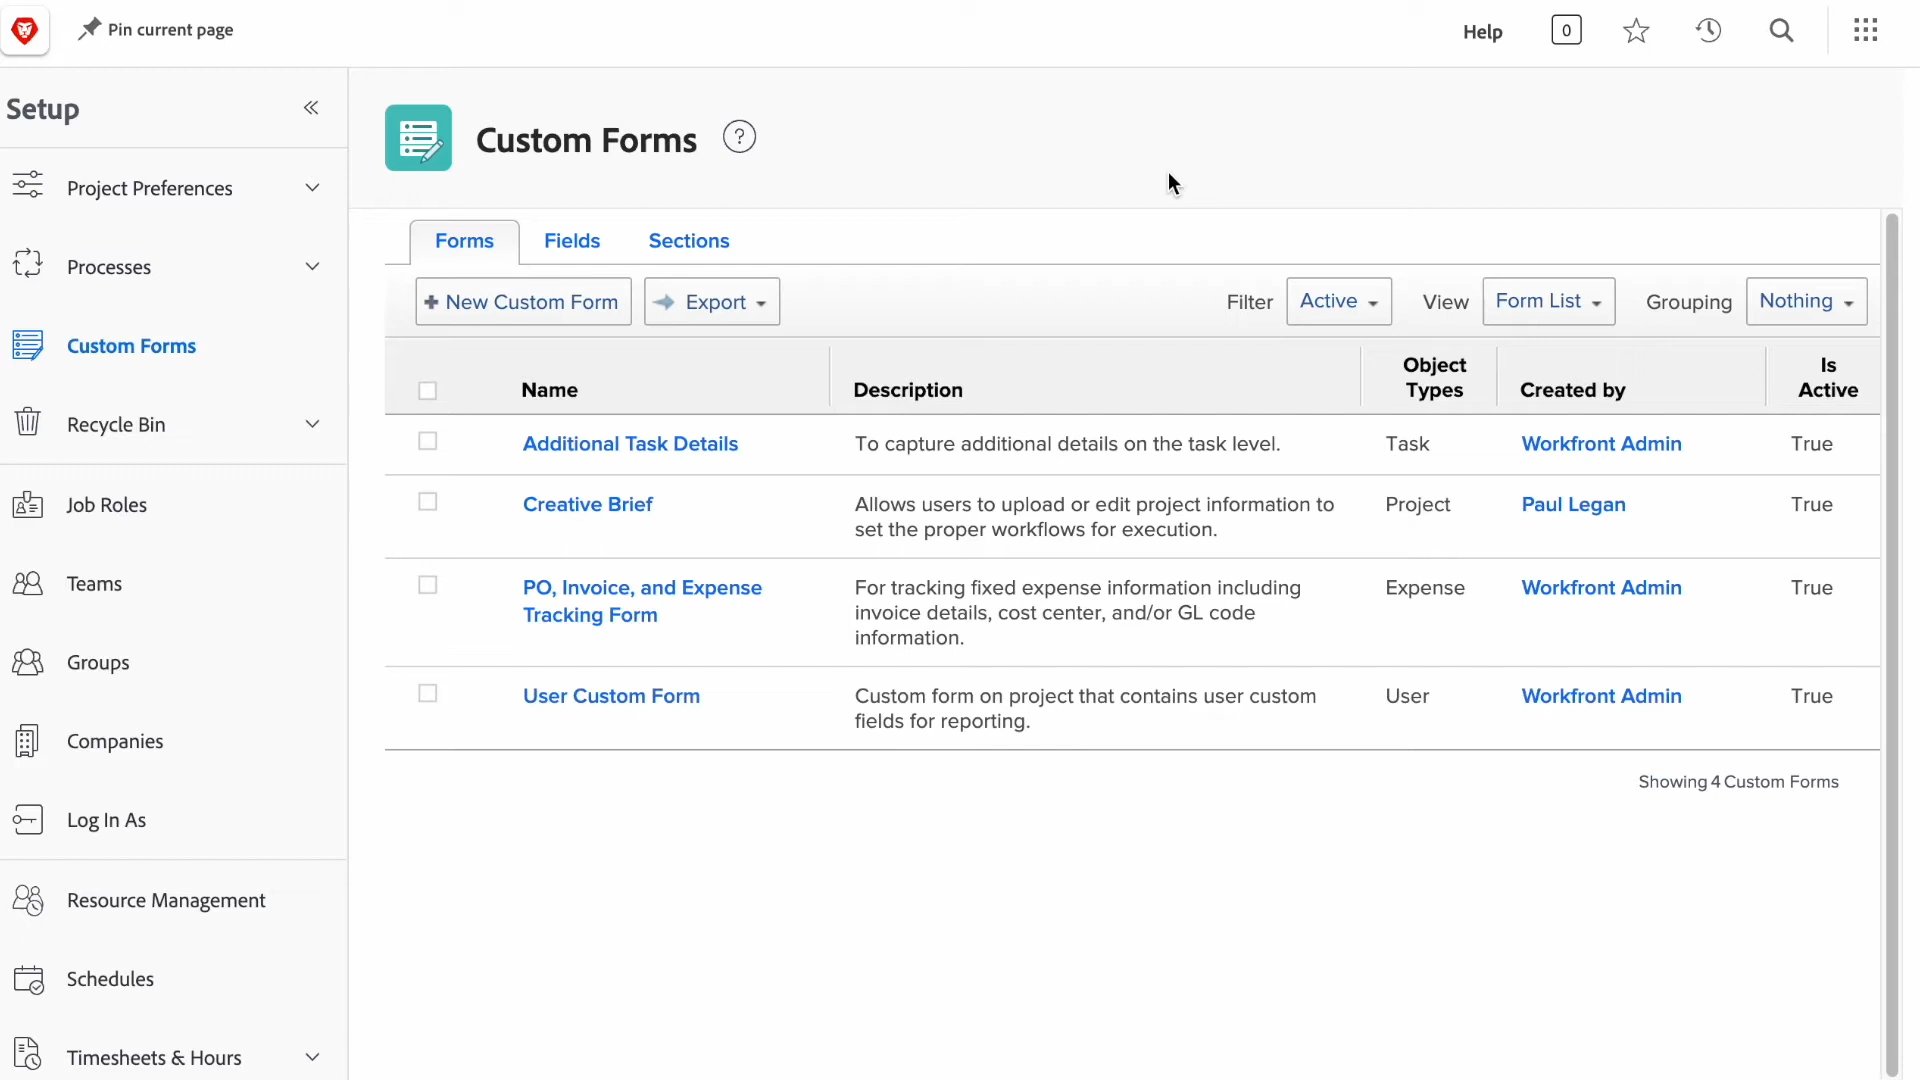 Pin current page
Help
0
Setup
Project Preferences
Processes
Custom Forms
Recycle Bin
Job Roles
Teams
Groups
Companies
Log In As
Resource Management
Schedules
Timesheets & Hours
Custom Forms
?
Forms Fields Sections
New Custom Form Export Filter Active View Form List Grouping Nothing
Name Description Object Types Created by Is Active
Additional Task Details To capture additional details on the task level. Task Workfront Admin True
Creative Brief Allows users to upload or edit project information to Project Paul Legan True
set the proper workflows for execution.
PO, Invoice, and Expense For tracking fixed expense information including Expense Workfront Admin True
Tracking Form invoice details, cost center, and/or GL code
information.
User Custom Form Custom form on project that contains user custom User Workfront Admin True
fields for reporting.
Showing 4 Custom Forms